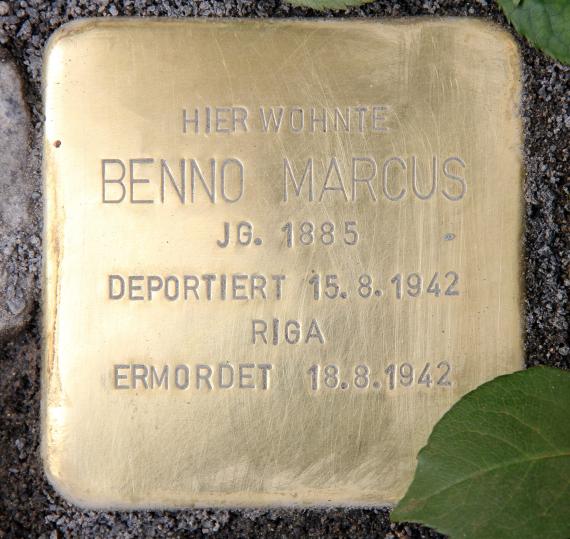 HIER WOHNTE
BENNO MARCUS
JG. 1885
DEPORTIERT 15.8.1942
RIGA
ERMORDET 18.8.1942